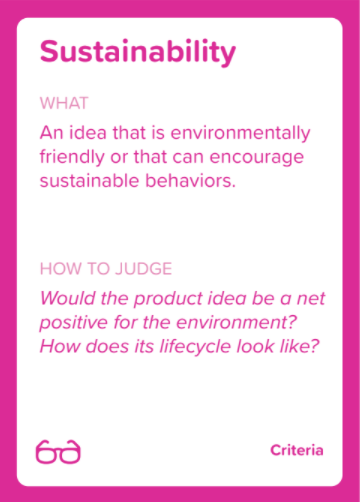 Sustainability
WHAT
An idea that is environmentally
friendly or that can encourage
sustainable behaviors.
HOW TO JUDGE
Would the product idea be a net
positive for the environment?
How does its lifecycle look like?
Criteria